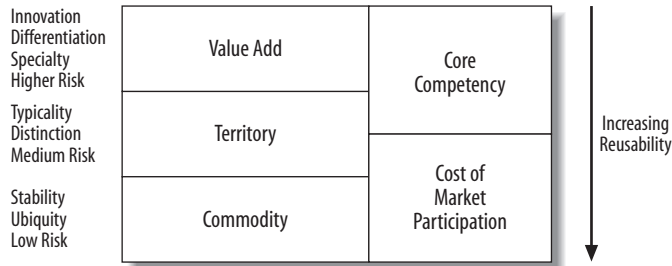 Innovation
Differentiation
Specialty
Higher Risk
Value Add
Core
Competency
Typicality
Distinction
Medium Risk
Territory
Increasing
Reusability
Stability
Ubiquity
Low Risk
Commodity
Cost of
Market
Participation